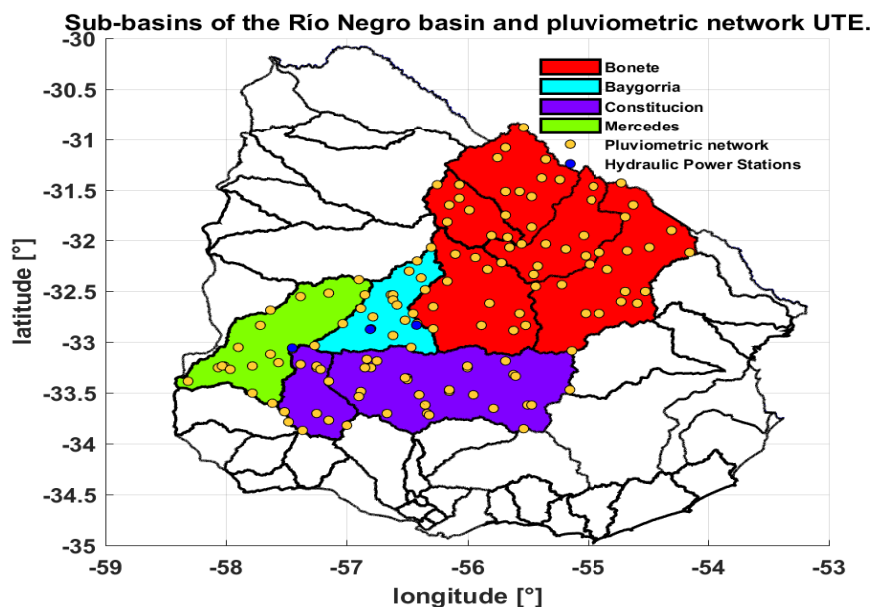 Sub-basins of the Río Negro basin and pluviometric network UTE.
-30
-30.5
-31
-31.5
-32
-32.5
-33
-33.5
-34
-34.5
-35
latitude [°]
Bonete
Baygorria
Constitucion
Mercedes
Pluviometric network
Hydraulic Power Stations
-59 -58 -57 -56 -55 -54 -53
longitude [°]